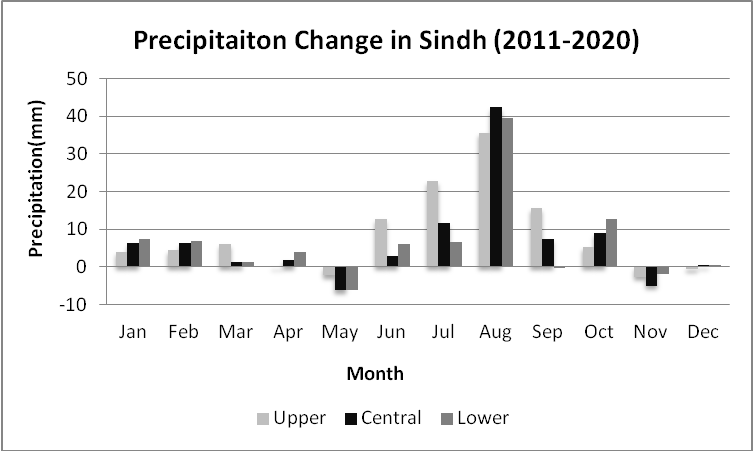 Precipitaiton Change in Sindh (2011-2020)
Precipitation(mm)
50
40
30
20
10
0
-10
Jan Feb Mar Apr May Jun Jul Aug Sep Oct Nov Dec
Month
Upper Central Lower